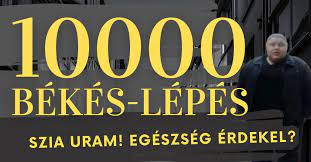 10000
BÉKÉS-LÉPÉS
SZIA URAM! EGÉSZSÉG ÉRDEKEL?